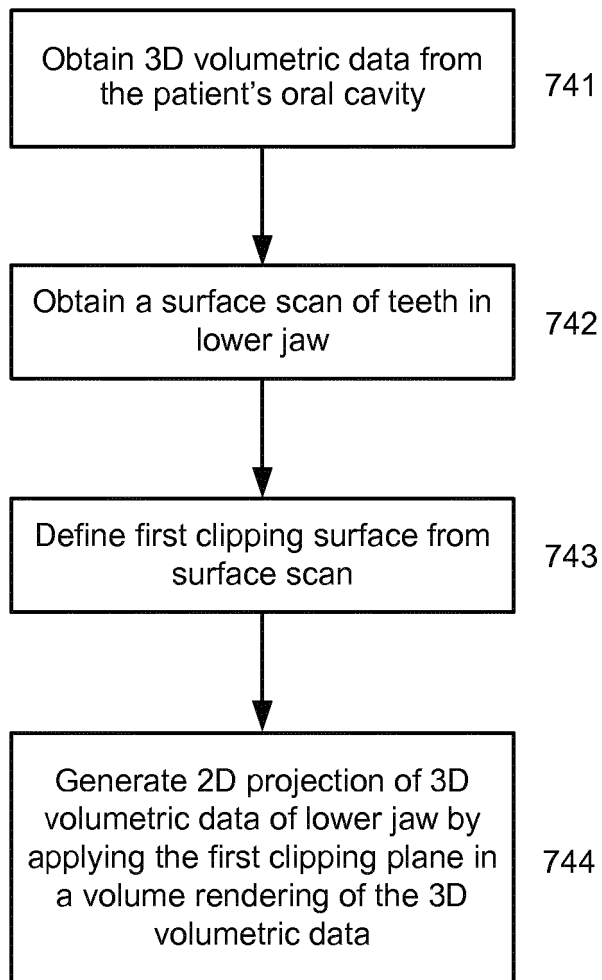 Obtain 3D volumetric data from
the patient's oral cavity
741
Obtain a surface scan of teeth in
lower jaw
742
Define first clipping surface from
surface scan
743
Generate 2D projection of 3D
volumetric data of lower jaw by
applying the first clipping plane in
a volume rendering of the 3D
volumetric data
744